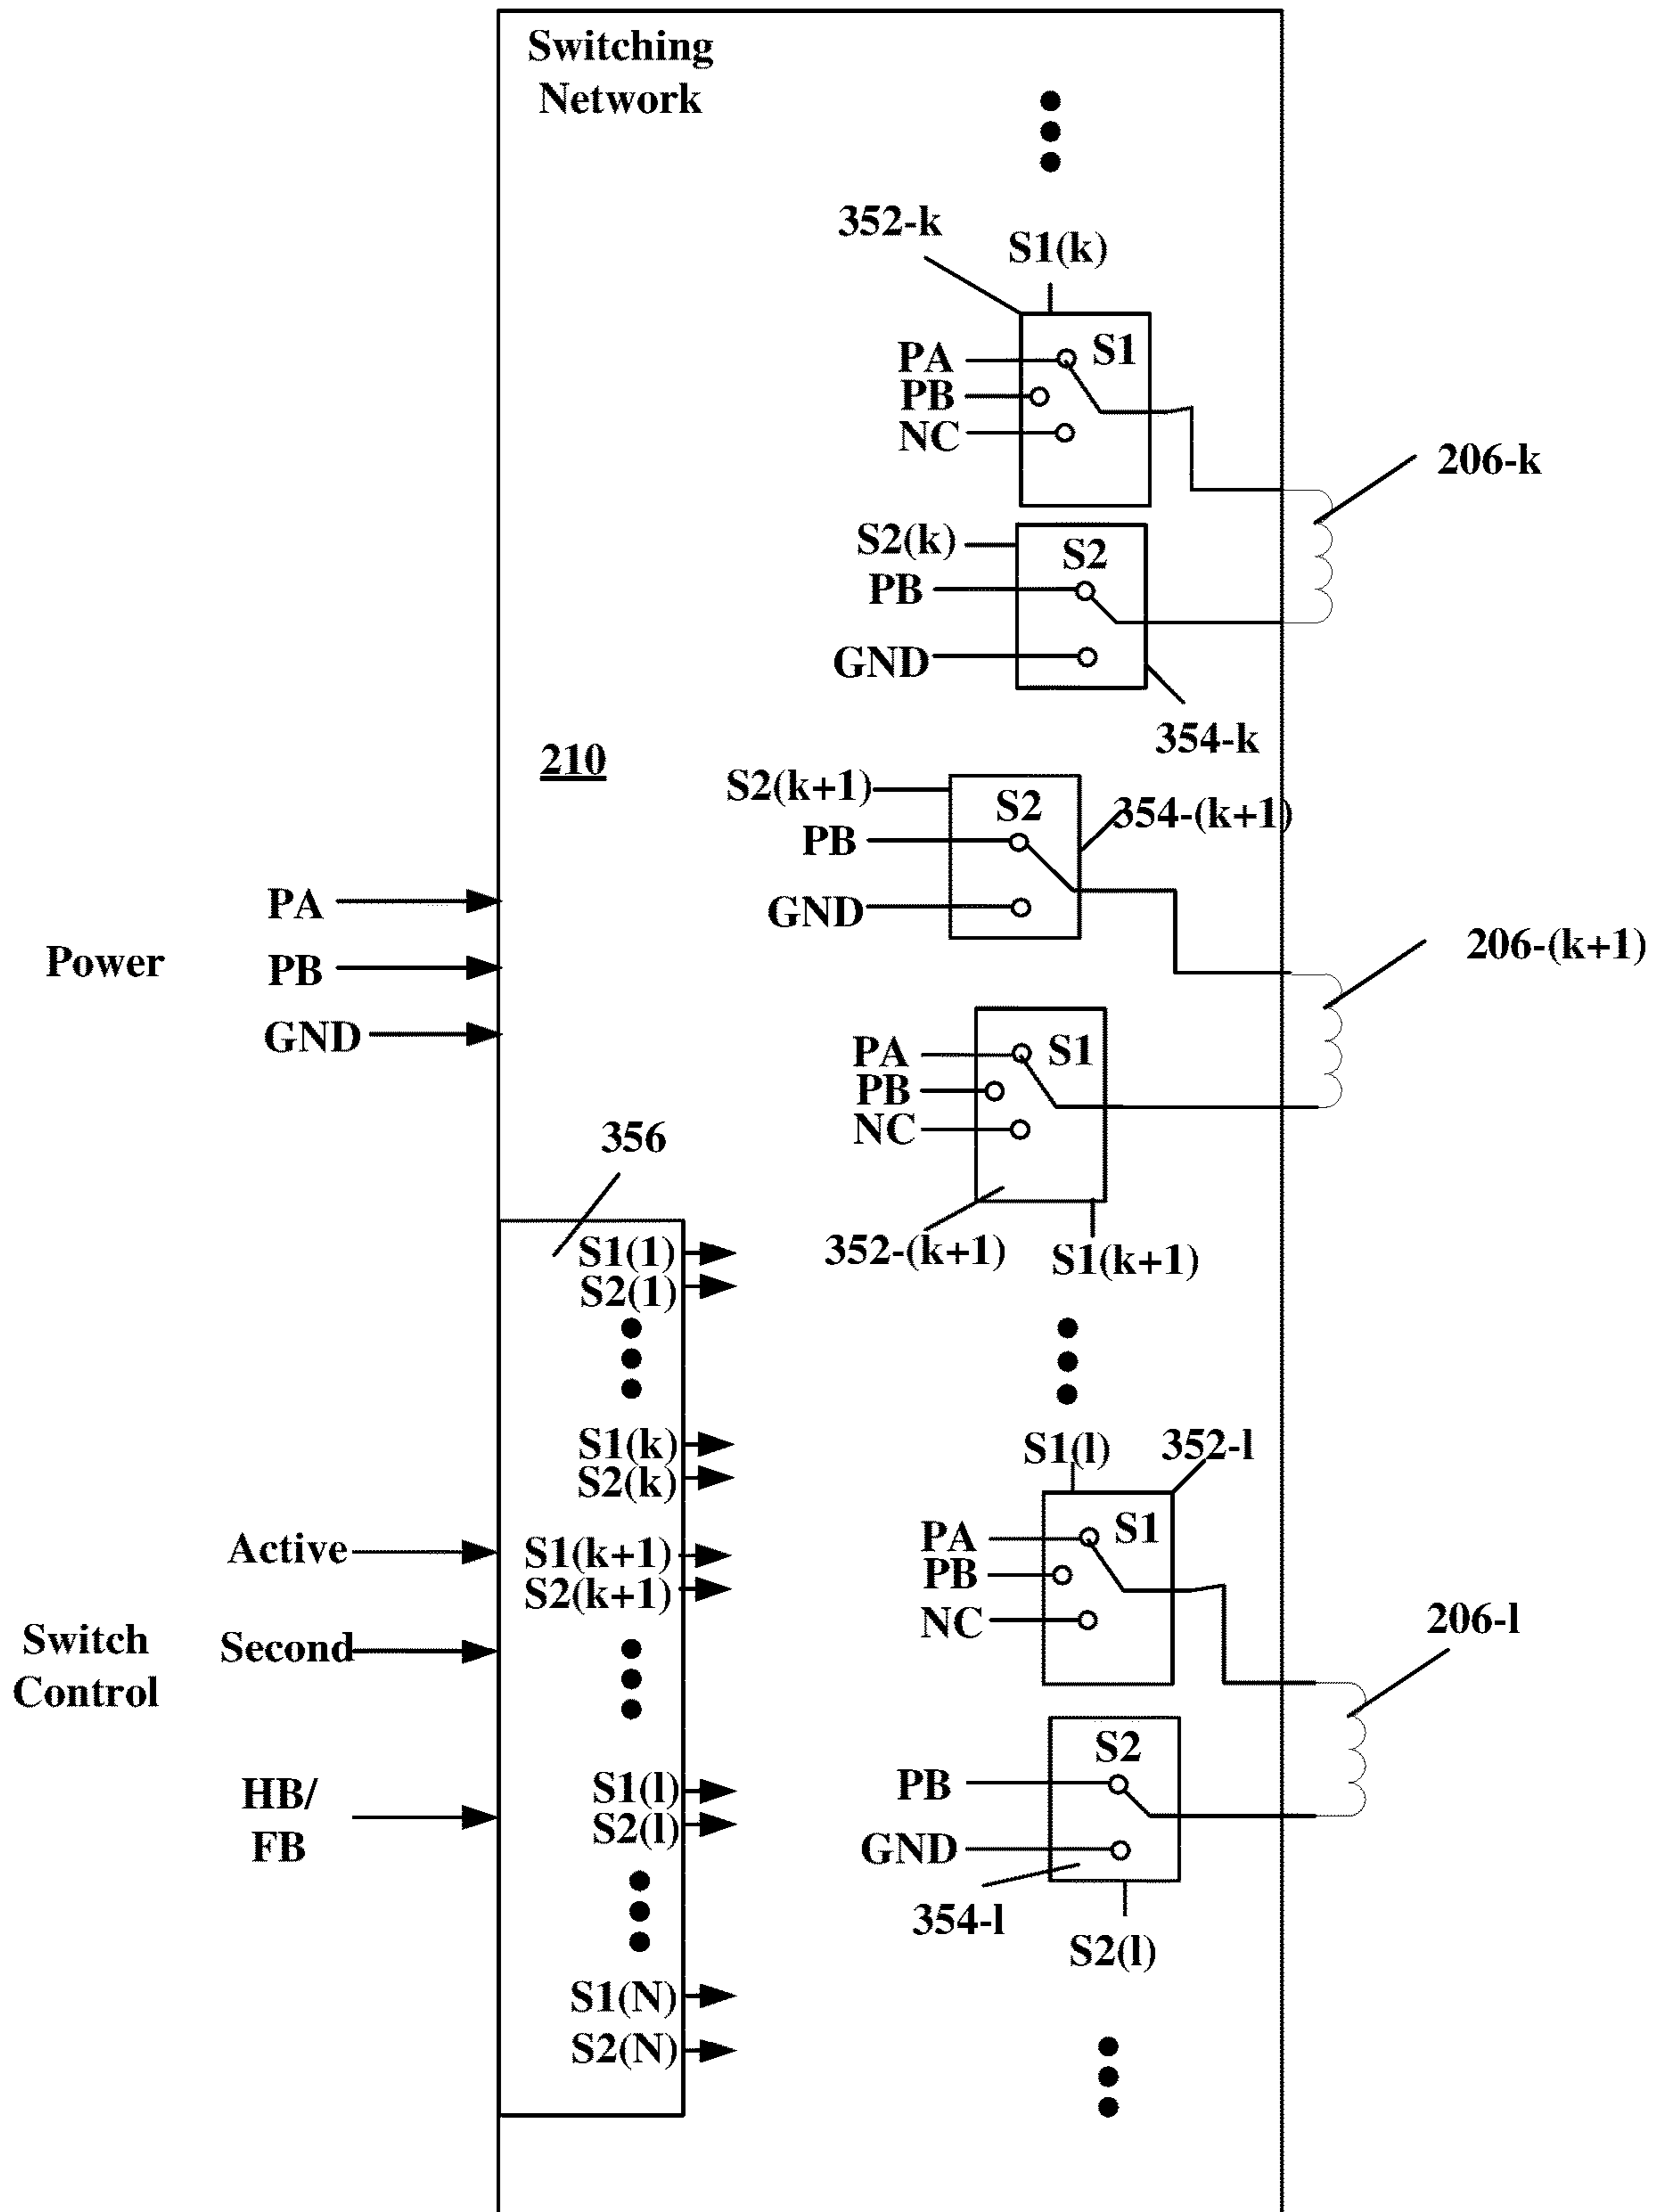 Switching
Network
352-k
S1(k)
PA
S1
PB
NC
206-k
S2(k)
S2
PB
GND
354-k
210
S2(k+1)
S2
354-(k+1)
PB
GND
PA
Power
PB
GND
206-(k+1)
PA
S1
PB
NC
356
352-(k+1)
S1(k+1)
S1(1)
S2(1)
S1(k)
S2(k)
Active
S1(k+1)
S2(k+1)
Second
Switch
Control
HB/
FB
S1(l)
S2(l)
S1(N)
S2(N)
S1(l)
352-l
PA
S1
PB
NC
206-l
S2
PB
GND
354-l
S2(l)